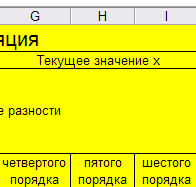 G H I
яция
Текущее значение x
е разности
четвертого пятого шестого
порядка порядка порядка